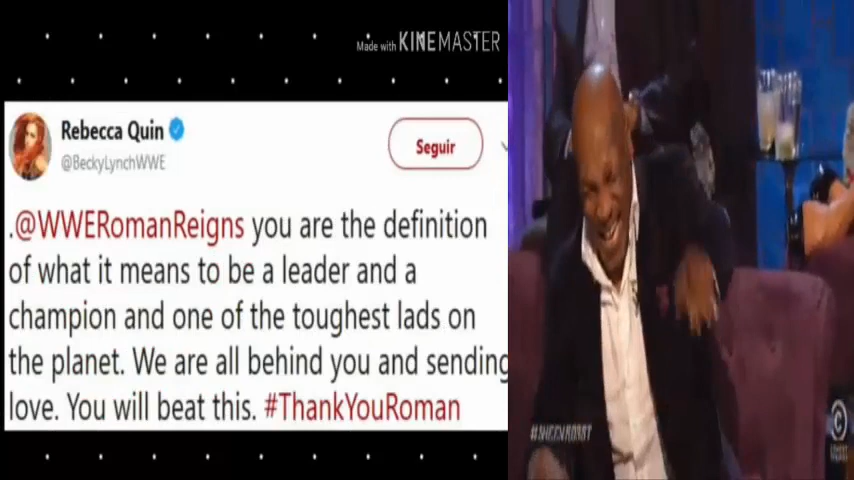 Made with KINEMASTER
Rebecca Quin
@BeckyLynchWWE
Seguir
.@WWERomanReigns you are the definition
of what it means to be a leader and a
champion and one of the toughest lads on
the planet. We are all behind you and sending
love. You will beat this. #ThankYouRoman